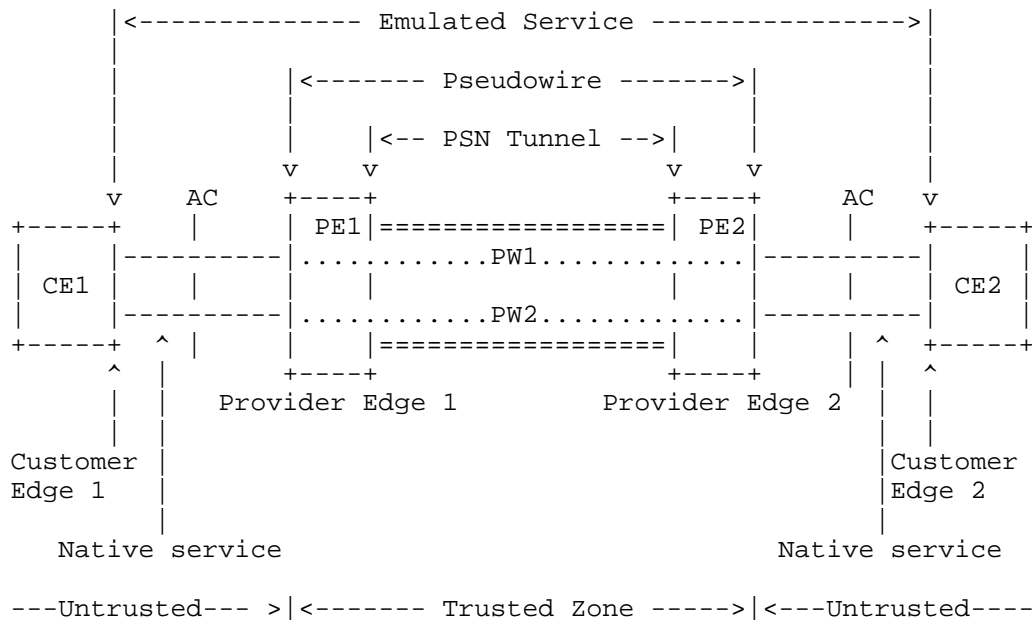 |<-------------- Emulated Service ---------------->|
|<------- Pseudowire ------->|
|<-- PSN Tunnel -->|
v v v v
v AC +----+ +----+ AC v
+-----+ | | PE1|==================| PE2| | +-----+
| |----------|............PW1.............|----------| |
| CE1 | | | | | | | | CE2 |
| |----------|............PW2.............|----------| |
+-----+ ^ | | |==================| | | ^ +-----+
^ | +----+ +----+ | | ^
| | Provider Edge 1 Provider Edge 2 | |
Customer | |Customer
Edge 1 | |Edge 2
Native service Native service
---Untrusted--- >|<------- Trusted Zone ----->|<---Untrusted----